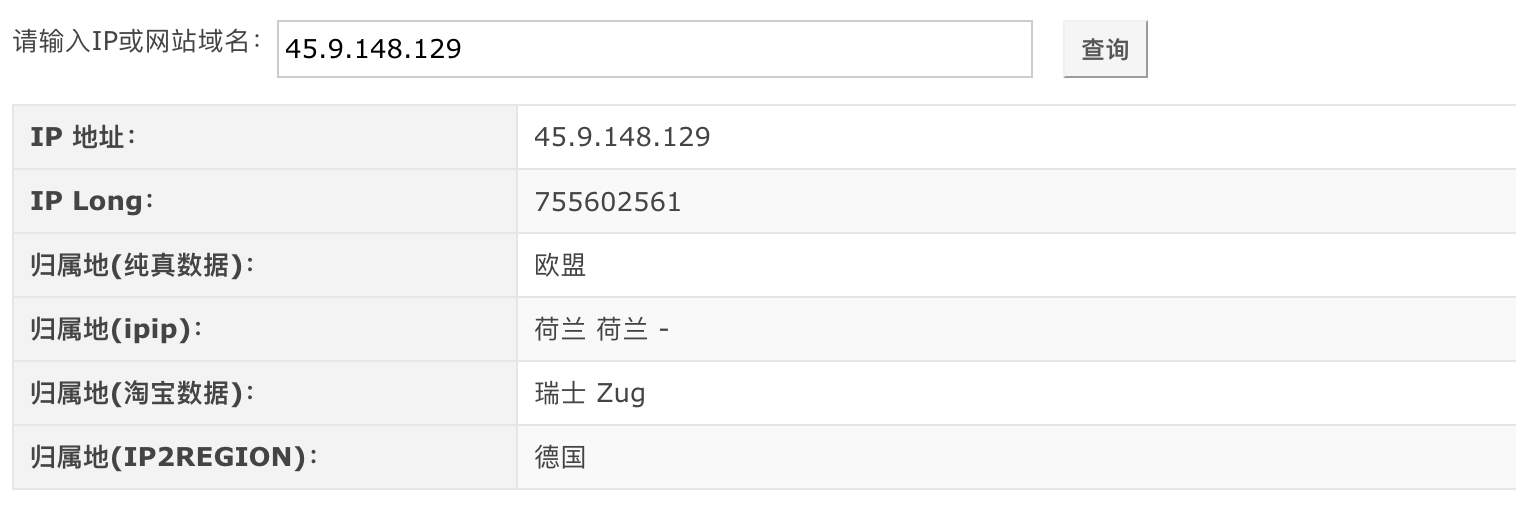 请输入IP或网站域名： 45.9.148.129 查询
IP 地址： 45.9.148.129
IP Long： 755602561
归属地(纯真数据)： 欧盟
归属地(ipip)： 荷兰 荷兰 -
归属地(淘宝数据)： 瑞士 Zug
归属地(IP2REGION)： 德国